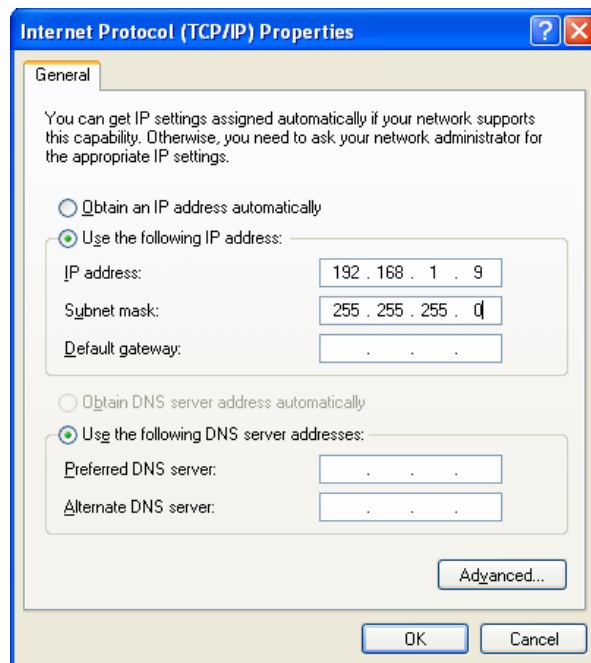 Internet Protocol (TCP/IP) Properties
General
You can get IP settings assigned automatically if your network supports
this capability. Otherwise, you need to ask your network administrator for
the appropriate IP settings.
Obtain an IP address automatically
Use the following IP address:
IP address: 192 . 168 . 1 . 9
Subnet mask: 255 . 255 . 255 . 0
Default gateway: . . .
Obtain DNS server address automatically
Use the following DNS server addresses:
Preferred DNS server: . . .
Alternate DNS server: . . .
Advanced...
OK Cancel